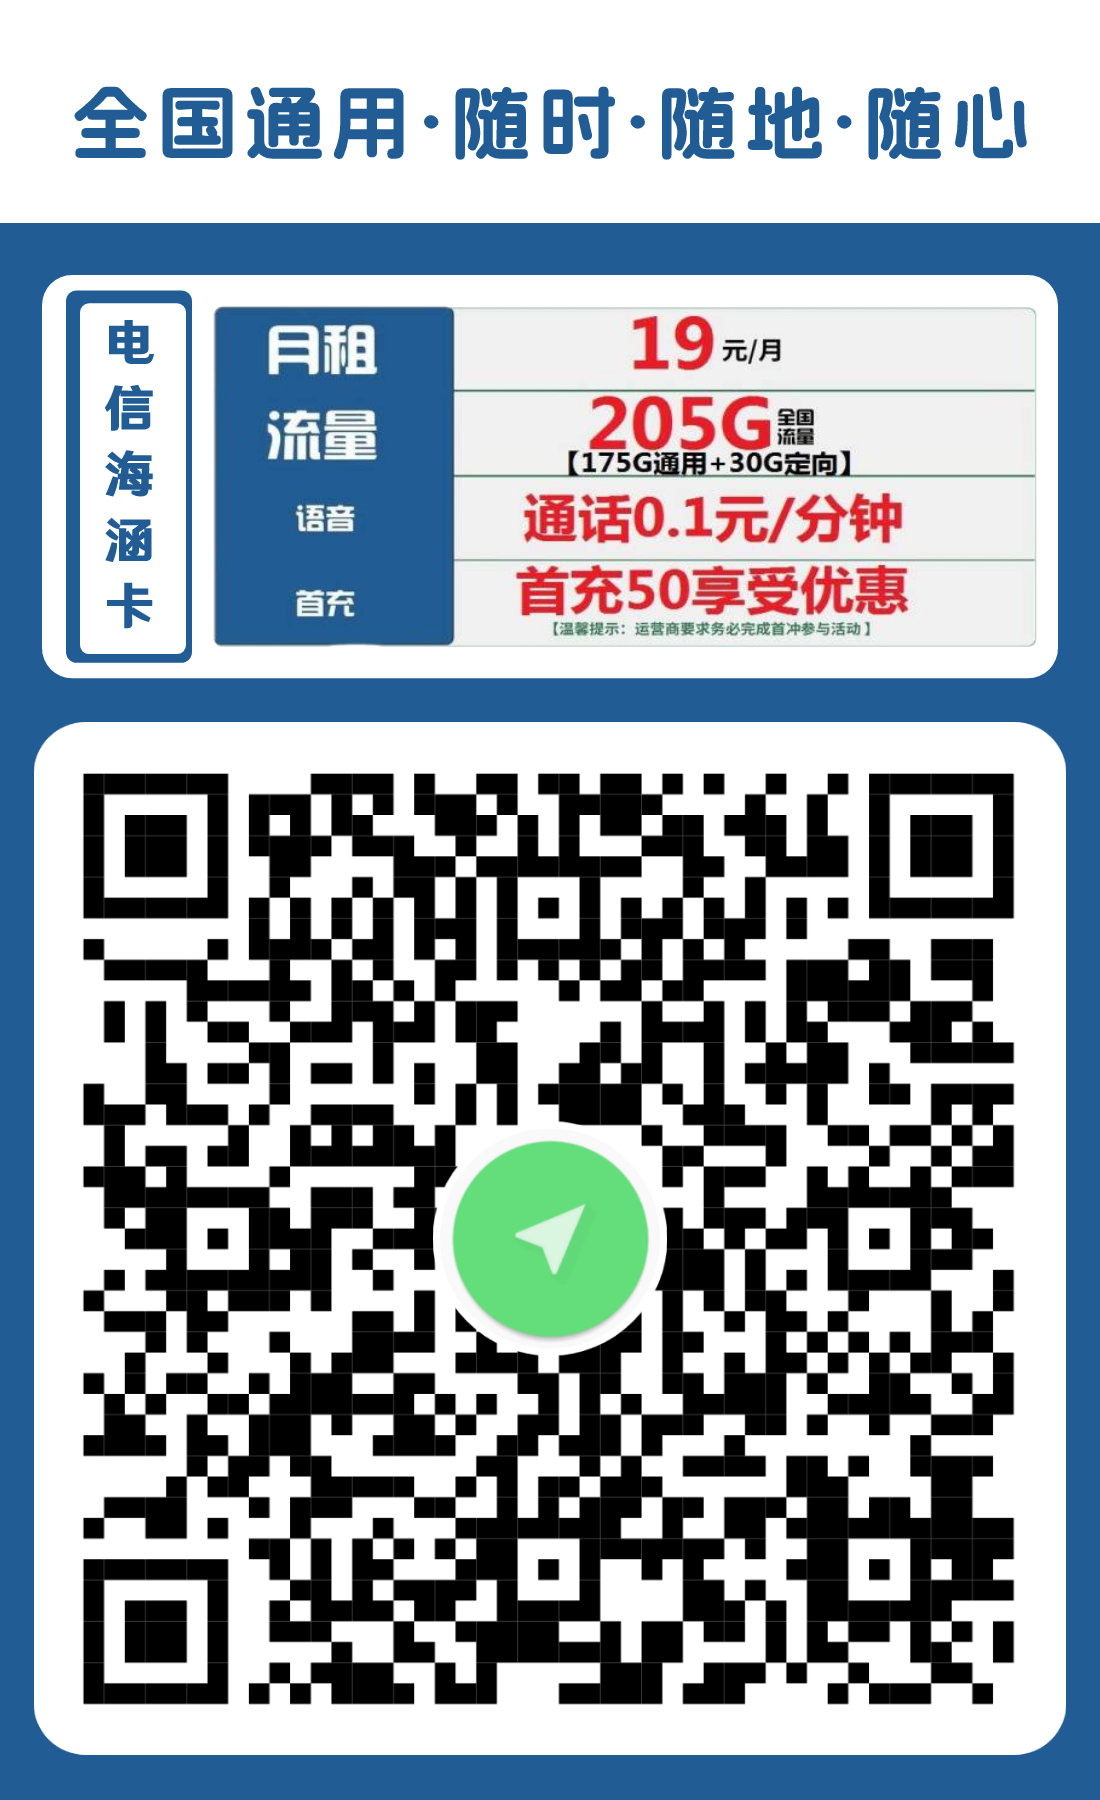 全国通用·随时·随地·随心
电信海涵卡
月租
19元/月
流量
205G全国流量
【175G通用+30G定向】
语音
通话0.1元/分钟
首充
首充50享受优惠
【温馨提示：运营商要求务必完成首冲参与活动】